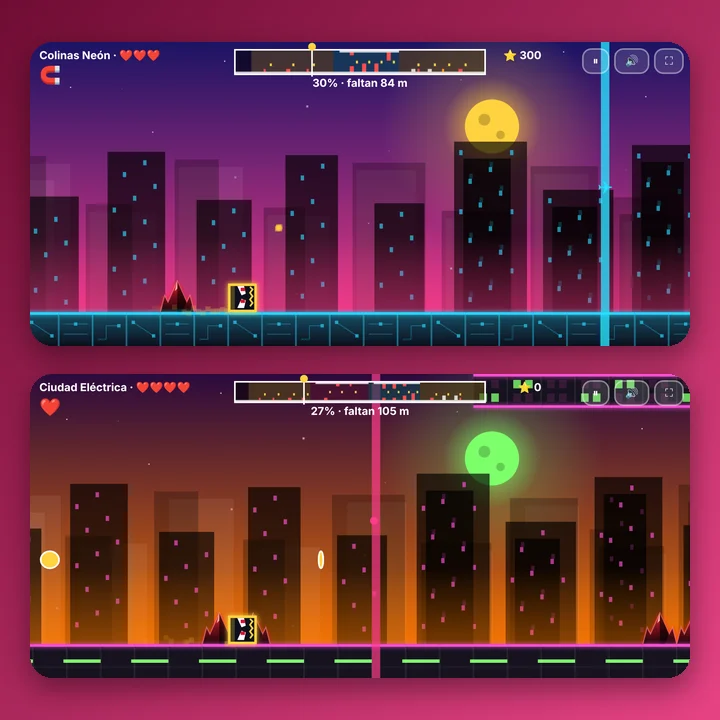 Colinas Neón · ❤️❤️❤️
30% · faltan 84 m
⭐ 300
Ciudad Eléctrica · ❤️❤️❤️❤️
27% · faltan 105 m
⭐ 0